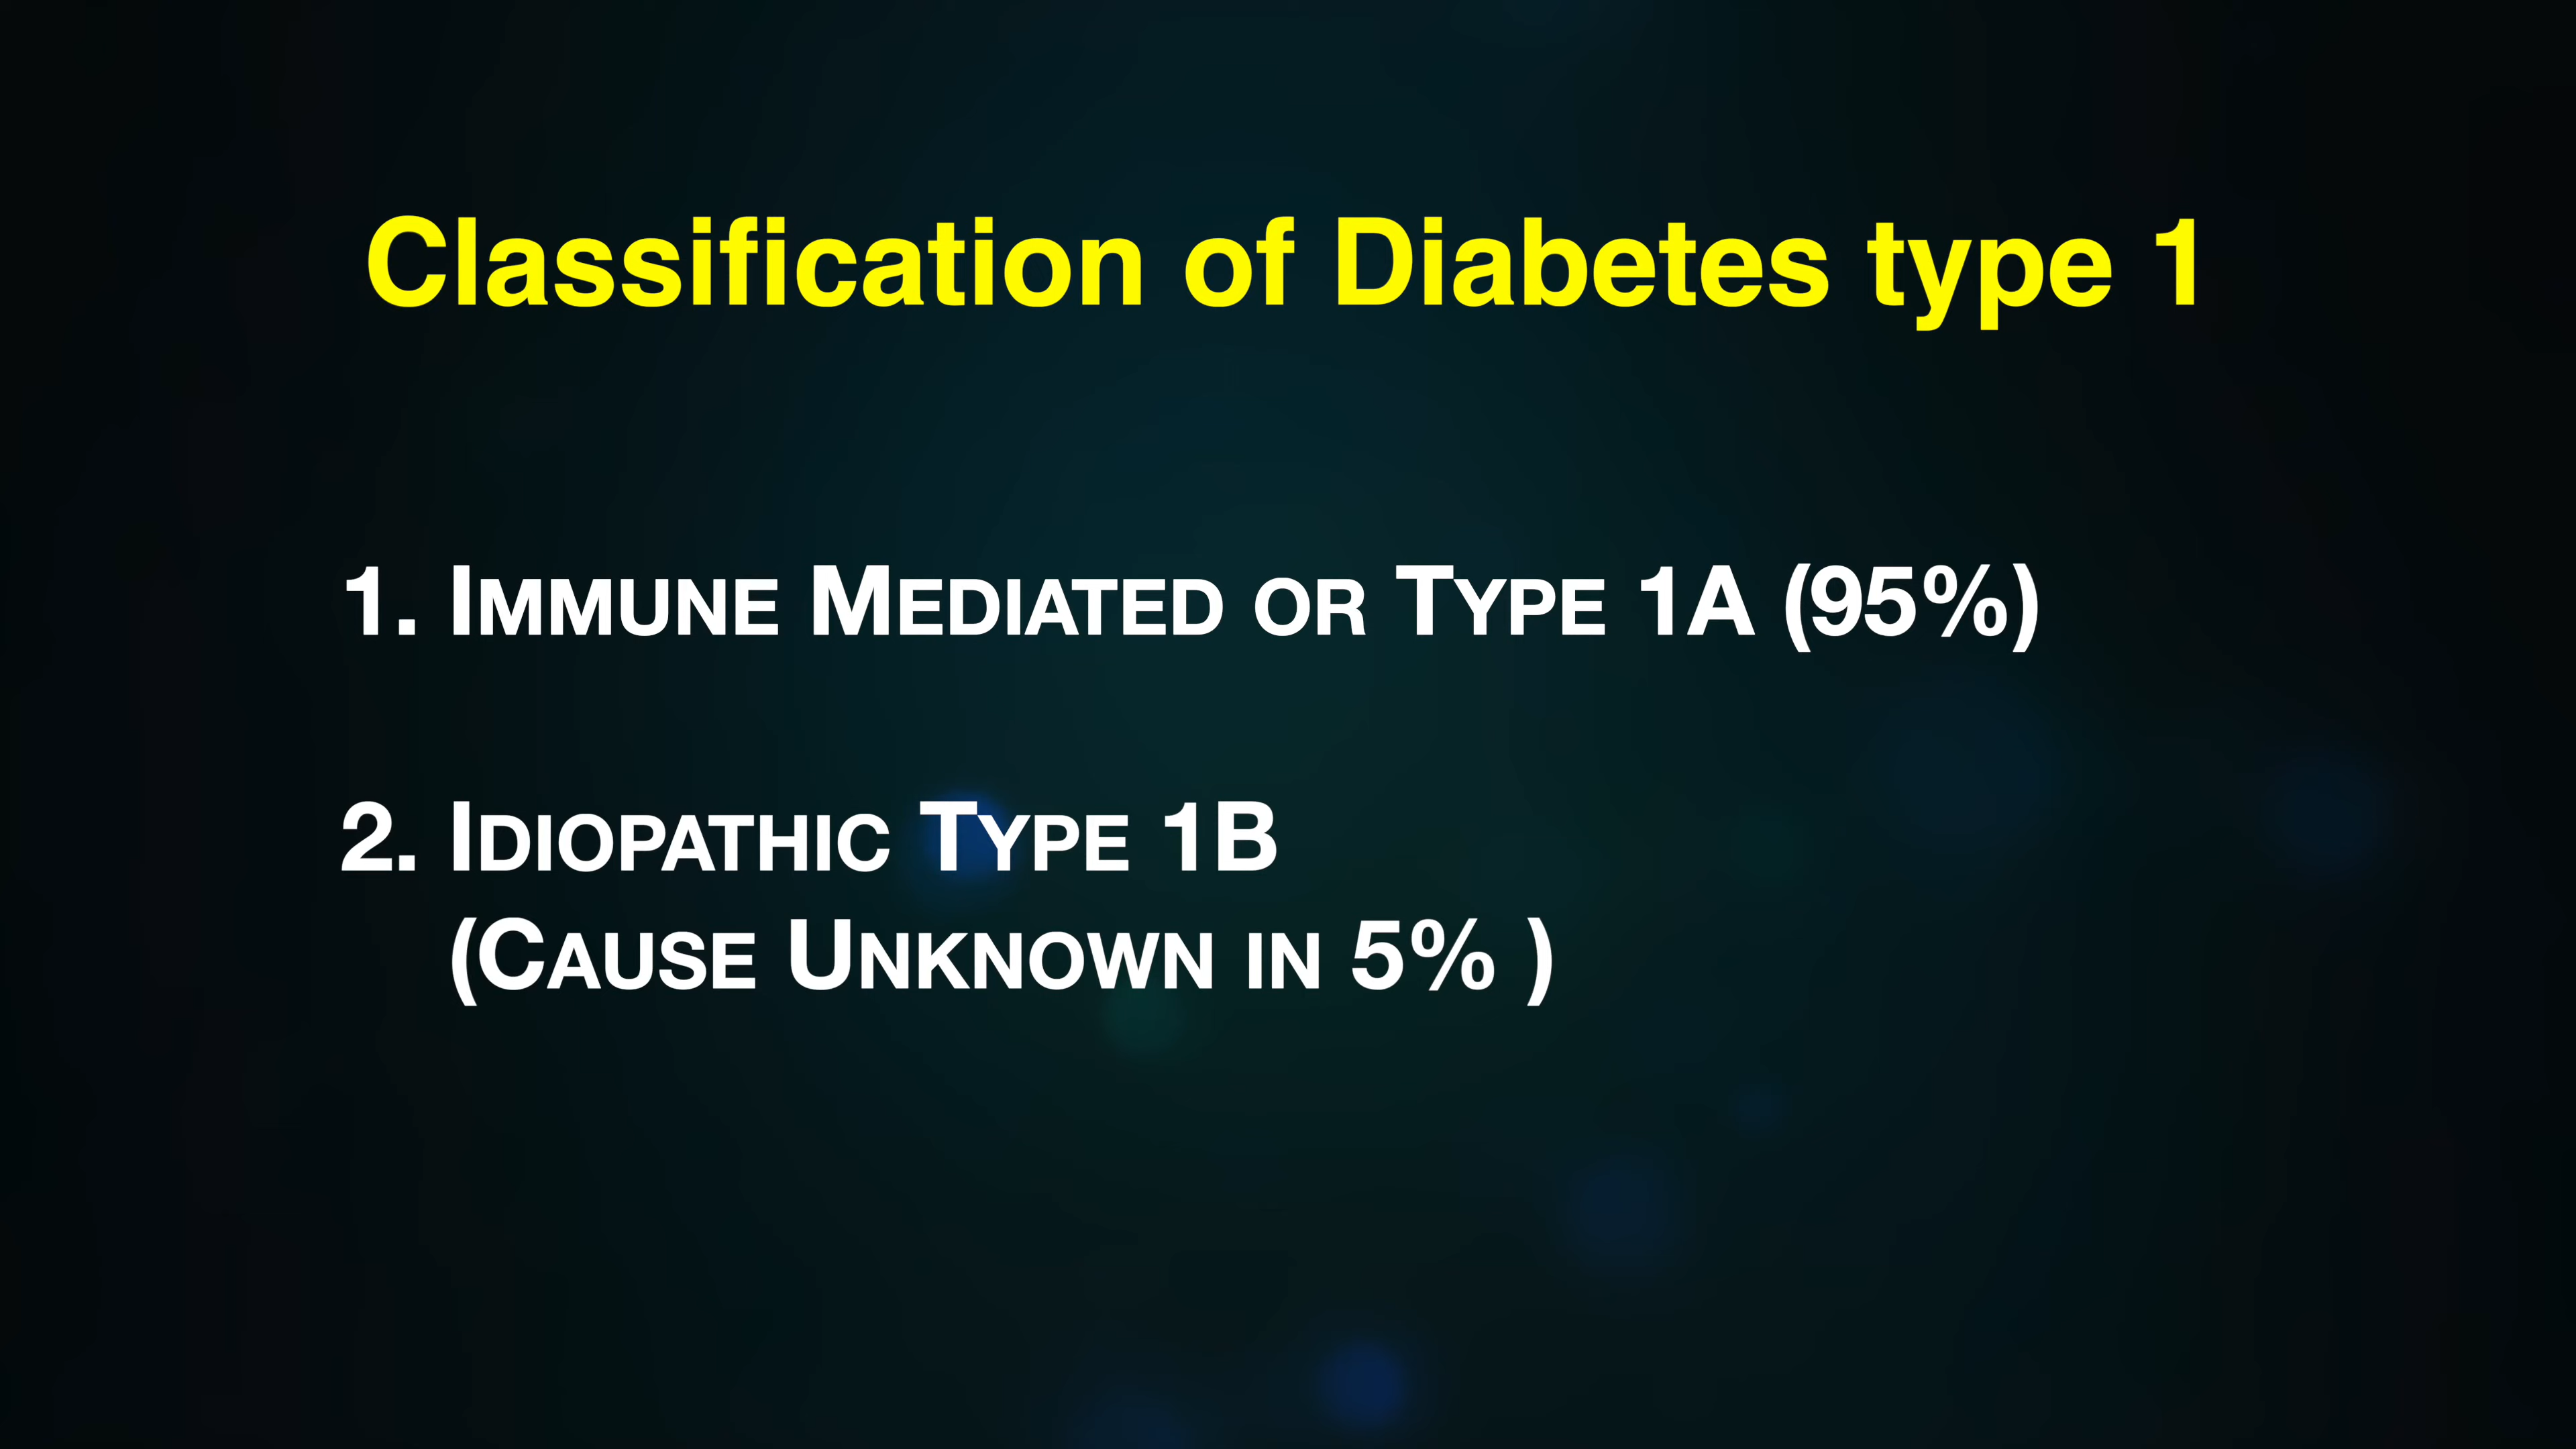 Classification of Diabetes type 1
1. Immune Mediated or Type 1A (95%)
2. Idiopathic Type 1B
(Cause Unknown in 5% )